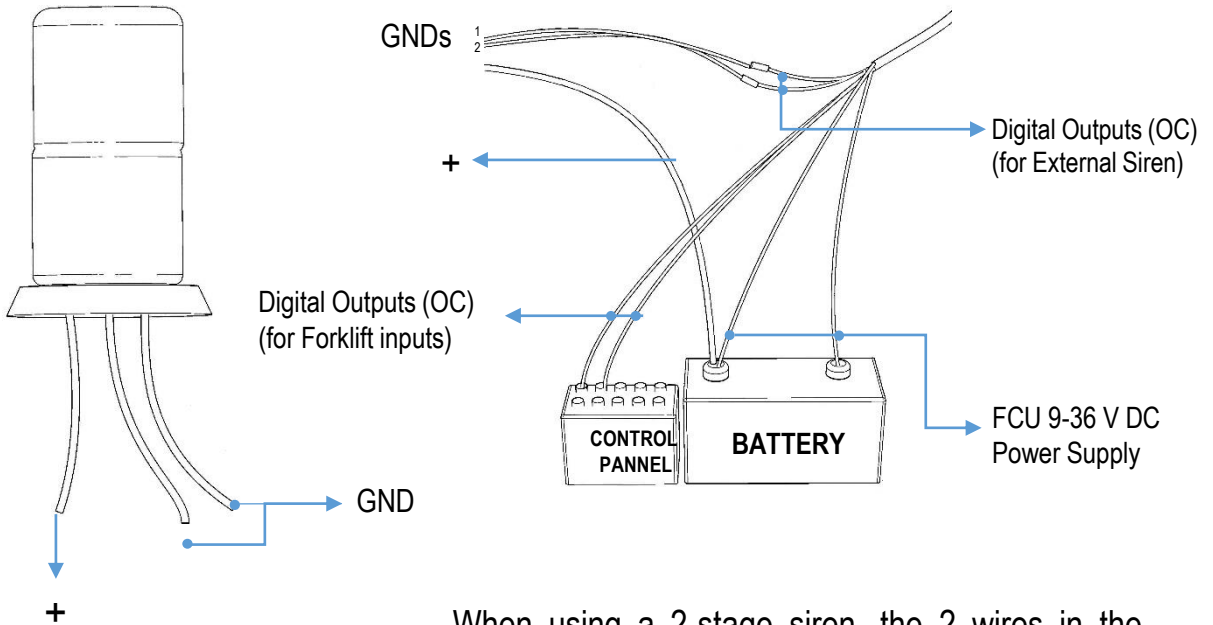 GNDs
1
2
Digital Outputs (OC)
(for External Siren)
+
Digital Outputs (OC)
(for Forklift inputs)
CONTROL
PANNEL
BATTERY
FCU 9-36 V DC
Power Supply
GND
+
When using a 2-stage siren, the 2 wires in the